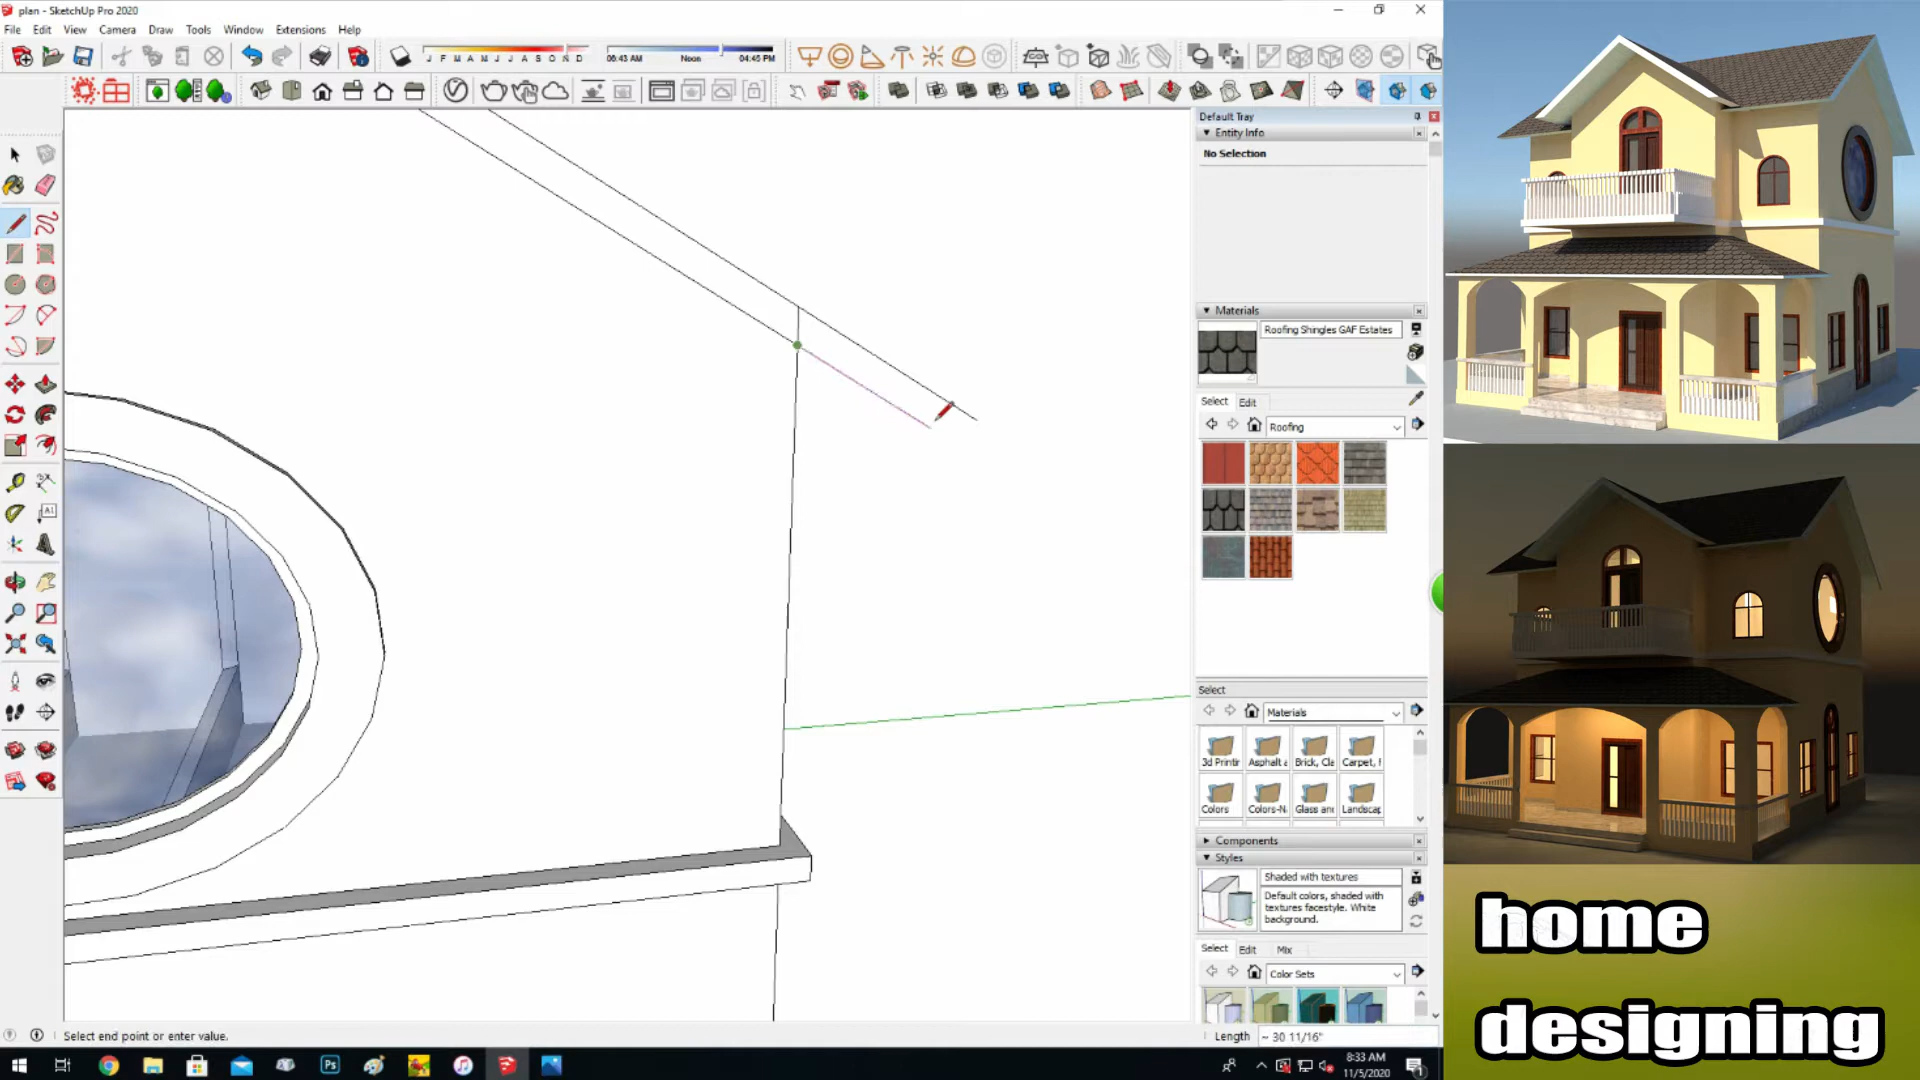 plan - SketchUp Pro 2020
File Edit View Camera Draw Tools Window Extensions Help
J F M A M J J A S O N D
06:43 AM Noon 04:45 PM
Default Tray
Entity Info
No Selection
Materials
Roofing Shingles GAF Estates
Select Edit
Roofing
Select
Materials
3d Printir Asphalt a Brick, Cla Carpet, F
Colors Colors-N Glass and Landscap
Components
Styles
Shaded with textures
Default colors, shaded with
textures facestyle. White
background.
Select Edit Mix
Color Sets
Select end point or enter value.
Length ~ 30 11/16"
8:33 AM
11/5/2020
Ps
home
designing